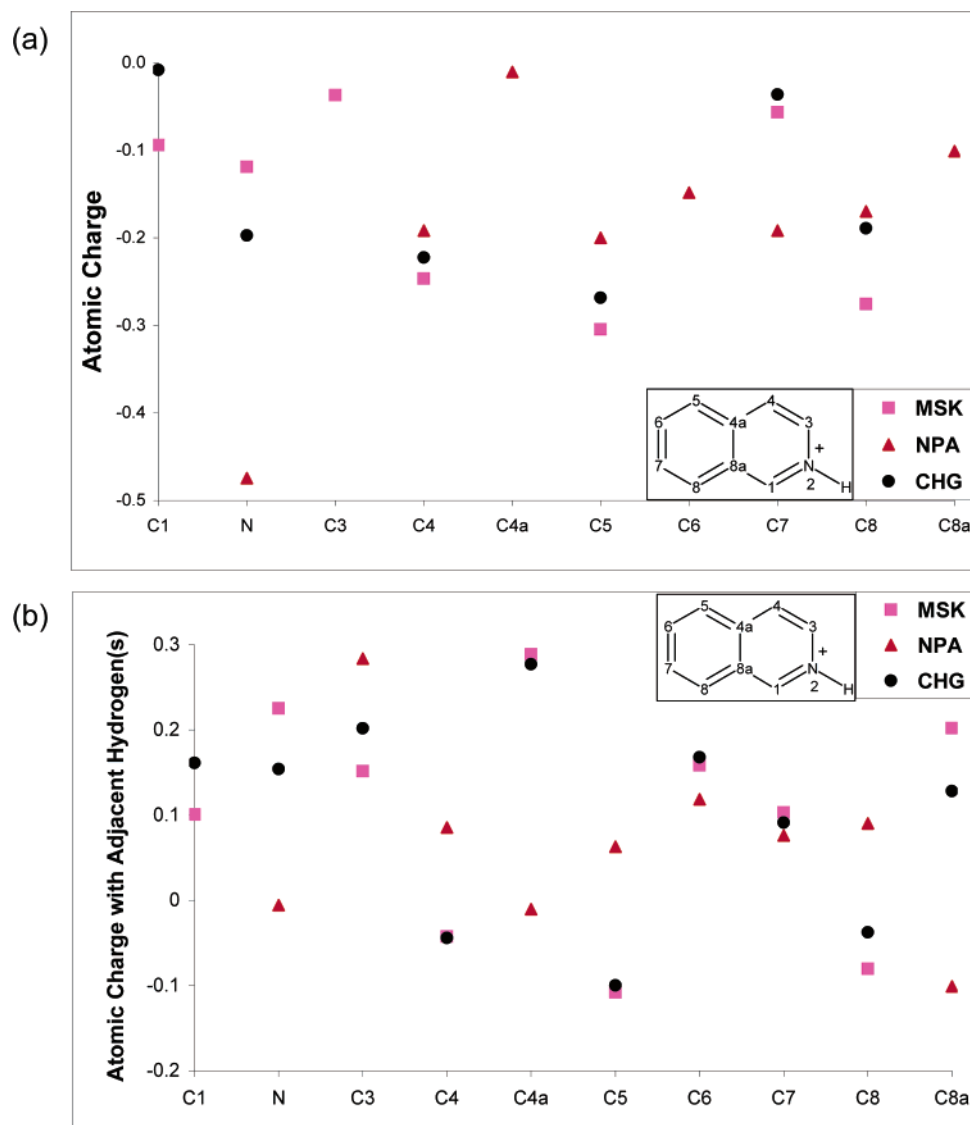 (a)
Atomic Charge
0.0
-0.1
-0.2
-0.3
-0.4
-0.5
C1 N C3 C4 C4a C5 C6 C7 C8 C8a
5 4
6 4a 3
+
7 8a N
8 1 2 H
MSK
NPA
CHG
(b)
Atomic Charge with Adjacent Hydrogen(s)
0.3
0.2
0.1
0
-0.1
-0.2
C1 N C3 C4 C4a C5 C6 C7 C8 C8a
5 4
6 4a 3
+
7 8a N
8 1 2 H
MSK
NPA
CHG